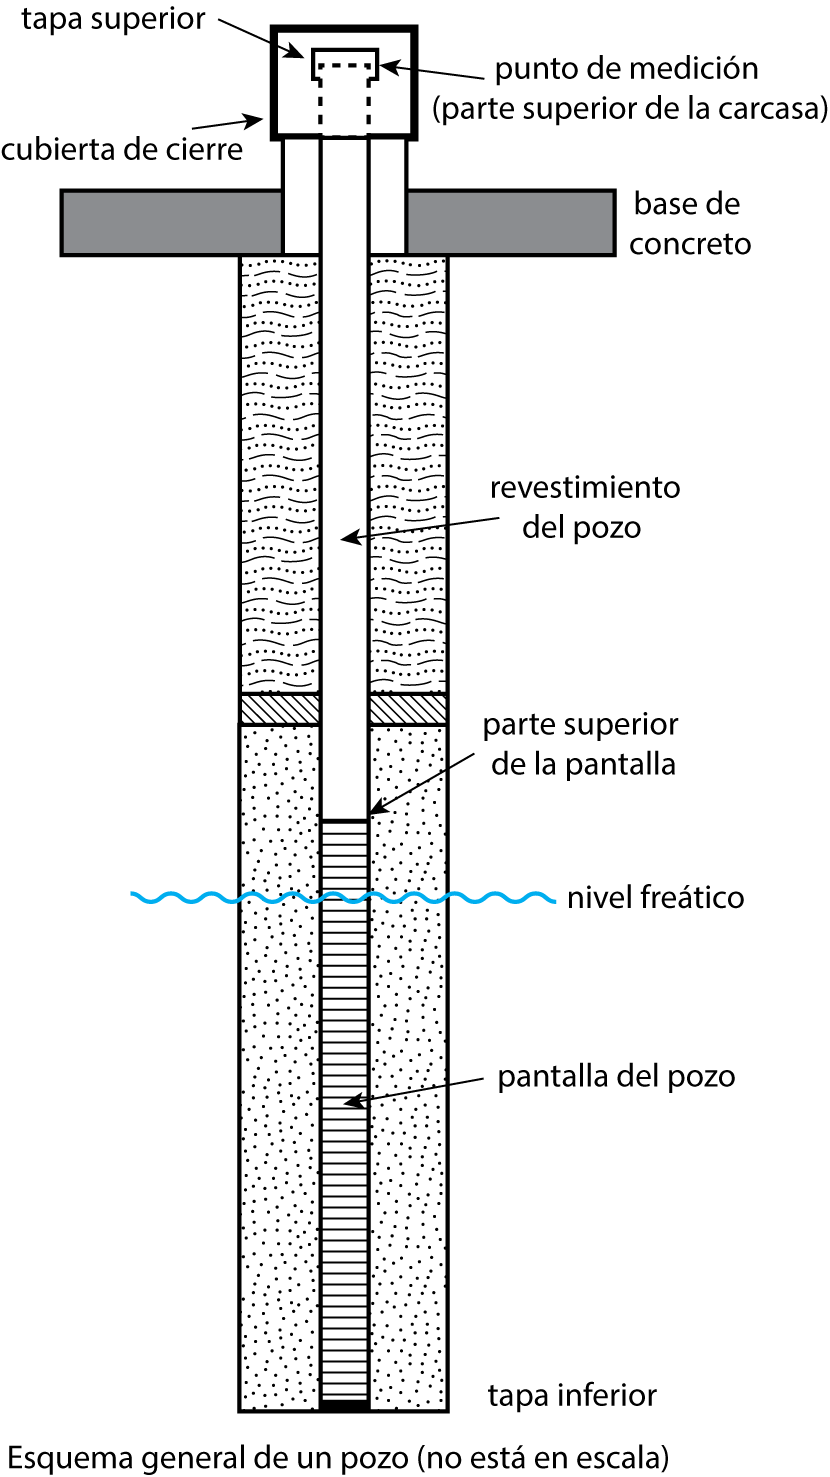 tapa superior
punto de medición
(parte superior de la carcasa)
cubierta de cierre
base de
concreto
revestimiento
del pozo
parte superior
de la pantalla
nivel freático
pantalla del pozo
tapa inferior
Esquema general de un pozo (no está en escala)